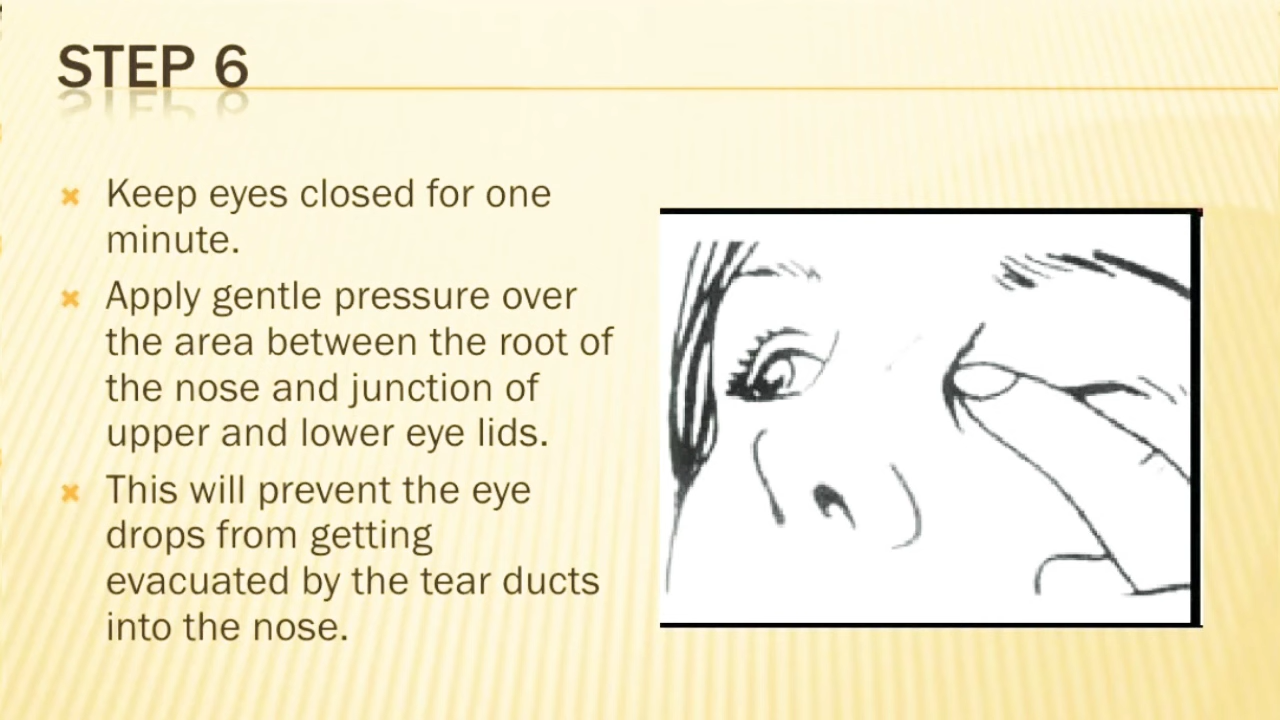 STEP 6
Keep eyes closed for one
minute.
Apply gentle pressure over
the area between the root of
the nose and junction of
upper and lower eye lids.
This will prevent the eye
drops from getting
evacuated by the tear ducts
into the nose.